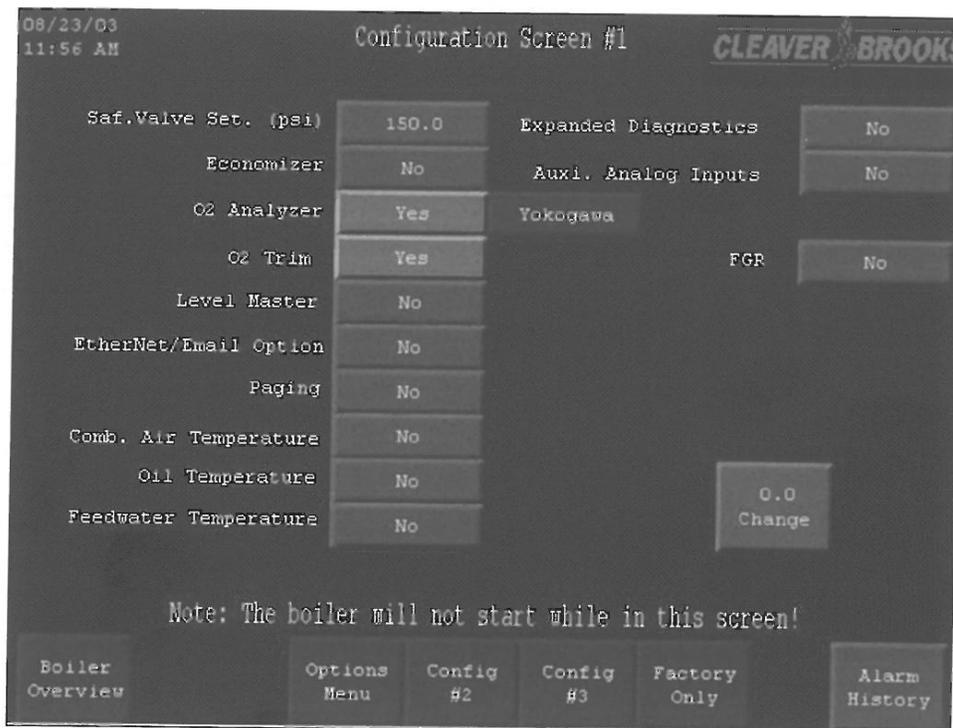 08/23/03
11:56 AM
Configuration Screen #1
CLEAVER BROOKS
Saf.Valve Set. (psi) 150.0
Expanded Diagnostics No
Economizer No
Auxi. Analog Inputs No
O2 Analyzer Yes Yokogawa
O2 Trim Yes
FGR No
Level Master No
EtherNet/Email Option No
Paging No
Comb. Air Temperature No
Oil Temperature No
Feedwater Temperature No
0.0
Change
Note: The boiler will not start while in this screen!
Boiler
Overview
Options
Menu
Config
#2
Config
#3
Factory
Only
Alarm
History